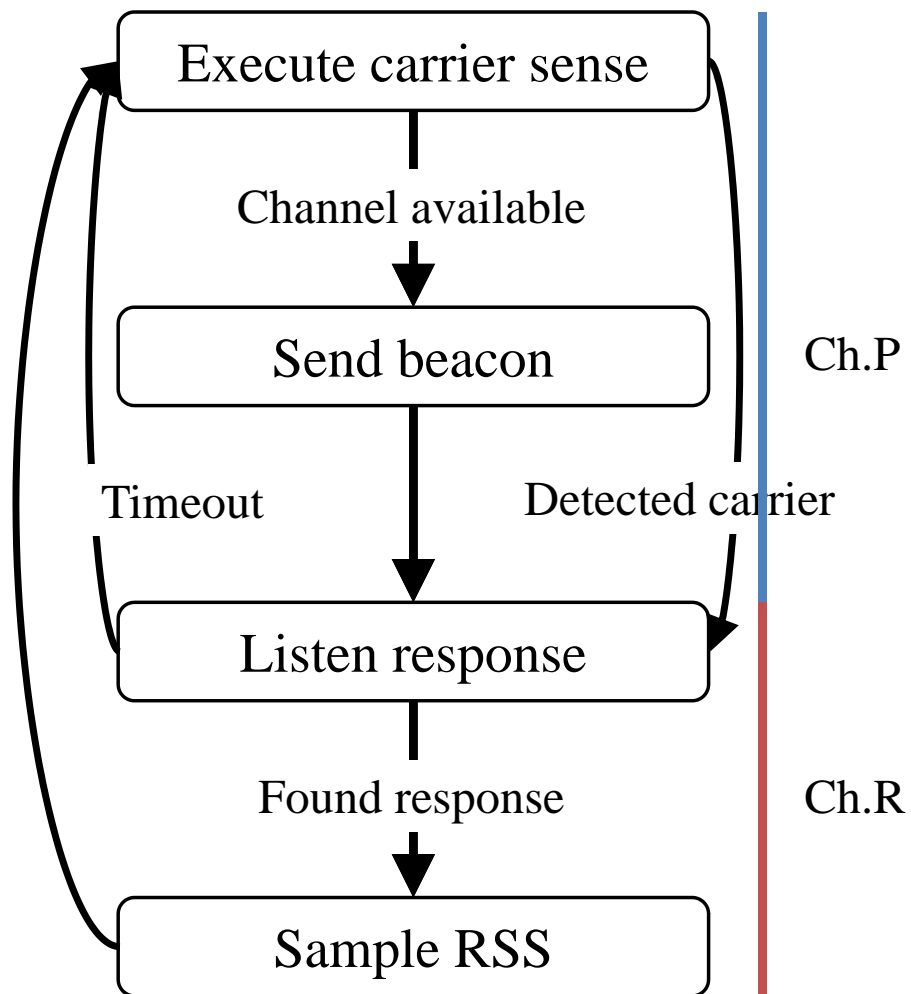 Execute carrier sense
Channel available
Send beacon
Ch.P
Timeout
Detected carrier
Listen response
Found response
Ch.R
Sample RSS